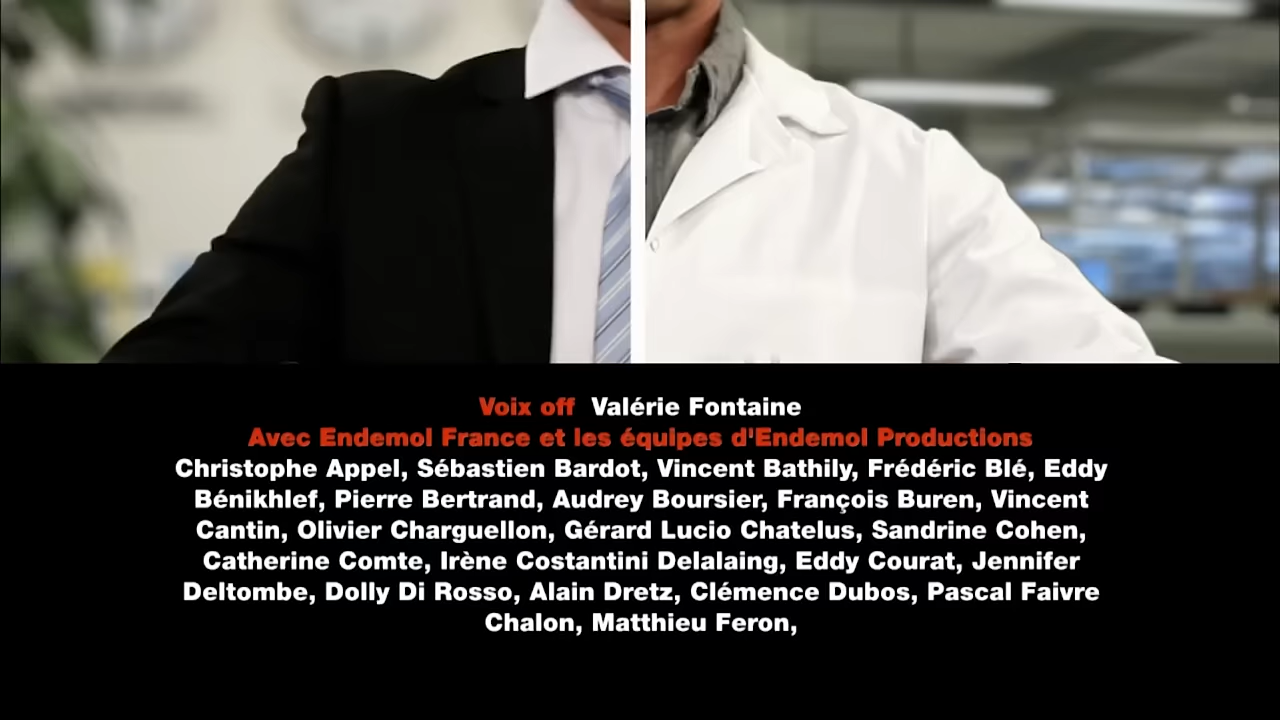 Voix off Valérie Fontaine
Avec Endemol France et les équipes d'Endemol Productions
Christophe Appel, Sébastien Bardot, Vincent Bathily, Frédéric Blé, Eddy
Bénikhlef, Pierre Bertrand, Audrey Boursier, François Buren, Vincent
Cantin, Olivier Charguellon, Gérard Lucio Chatelus, Sandrine Cohen,
Catherine Comte, Irène Costantini Delalaing, Eddy Courat, Jennifer
Deltombe, Dolly Di Rosso, Alain Dretz, Clémence Dubos, Pascal Faivre
Chalon, Matthieu Feron,